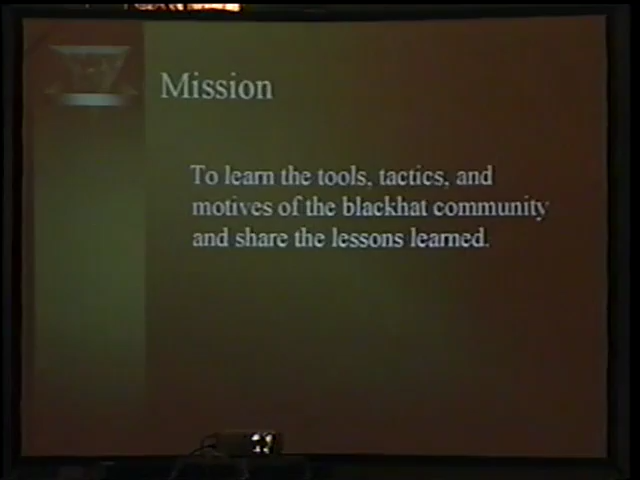 Mission
To learn the tools, tactics, and
motives of the blackhat community
and share the lessons learned.